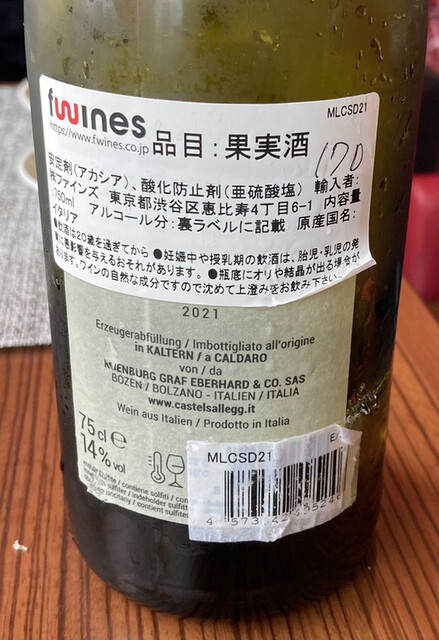 fwines
MLCSD21
https://www.fwines.co.jp
品目：果実酒
170
安定剤(アカシア)、酸化防止剤(亜硫酸塩) 輸入者:
㈱ファインズ 東京都渋谷区恵比寿4丁目6-1 内容量
:750ml アルコール分:裏ラベルに記載 原産国名:
イタリア
●飲酒は20歳を過ぎてから ●妊娠中や授乳期の飲酒は、胎児・乳児の発
に悪影響を与えるおそれがあります。●瓶底にオリや結晶が出る場合が
ります。ワインの自然な成分ですので沈めて上澄みをお飲み下さい。
2021
Erzeugerabfüllung / Imbottigliato all'origine
in KALTERN / a CALDARO
von / da
KUENBURG GRAF EBERHARD & CO. SAS
BOZEN / BOLZANO - ITALIEN / ITALIA
www.castelsallegg.it
Wein aus Italien / Prodotto in Italia
75 cl e
14% vol
MLCSD21
EA